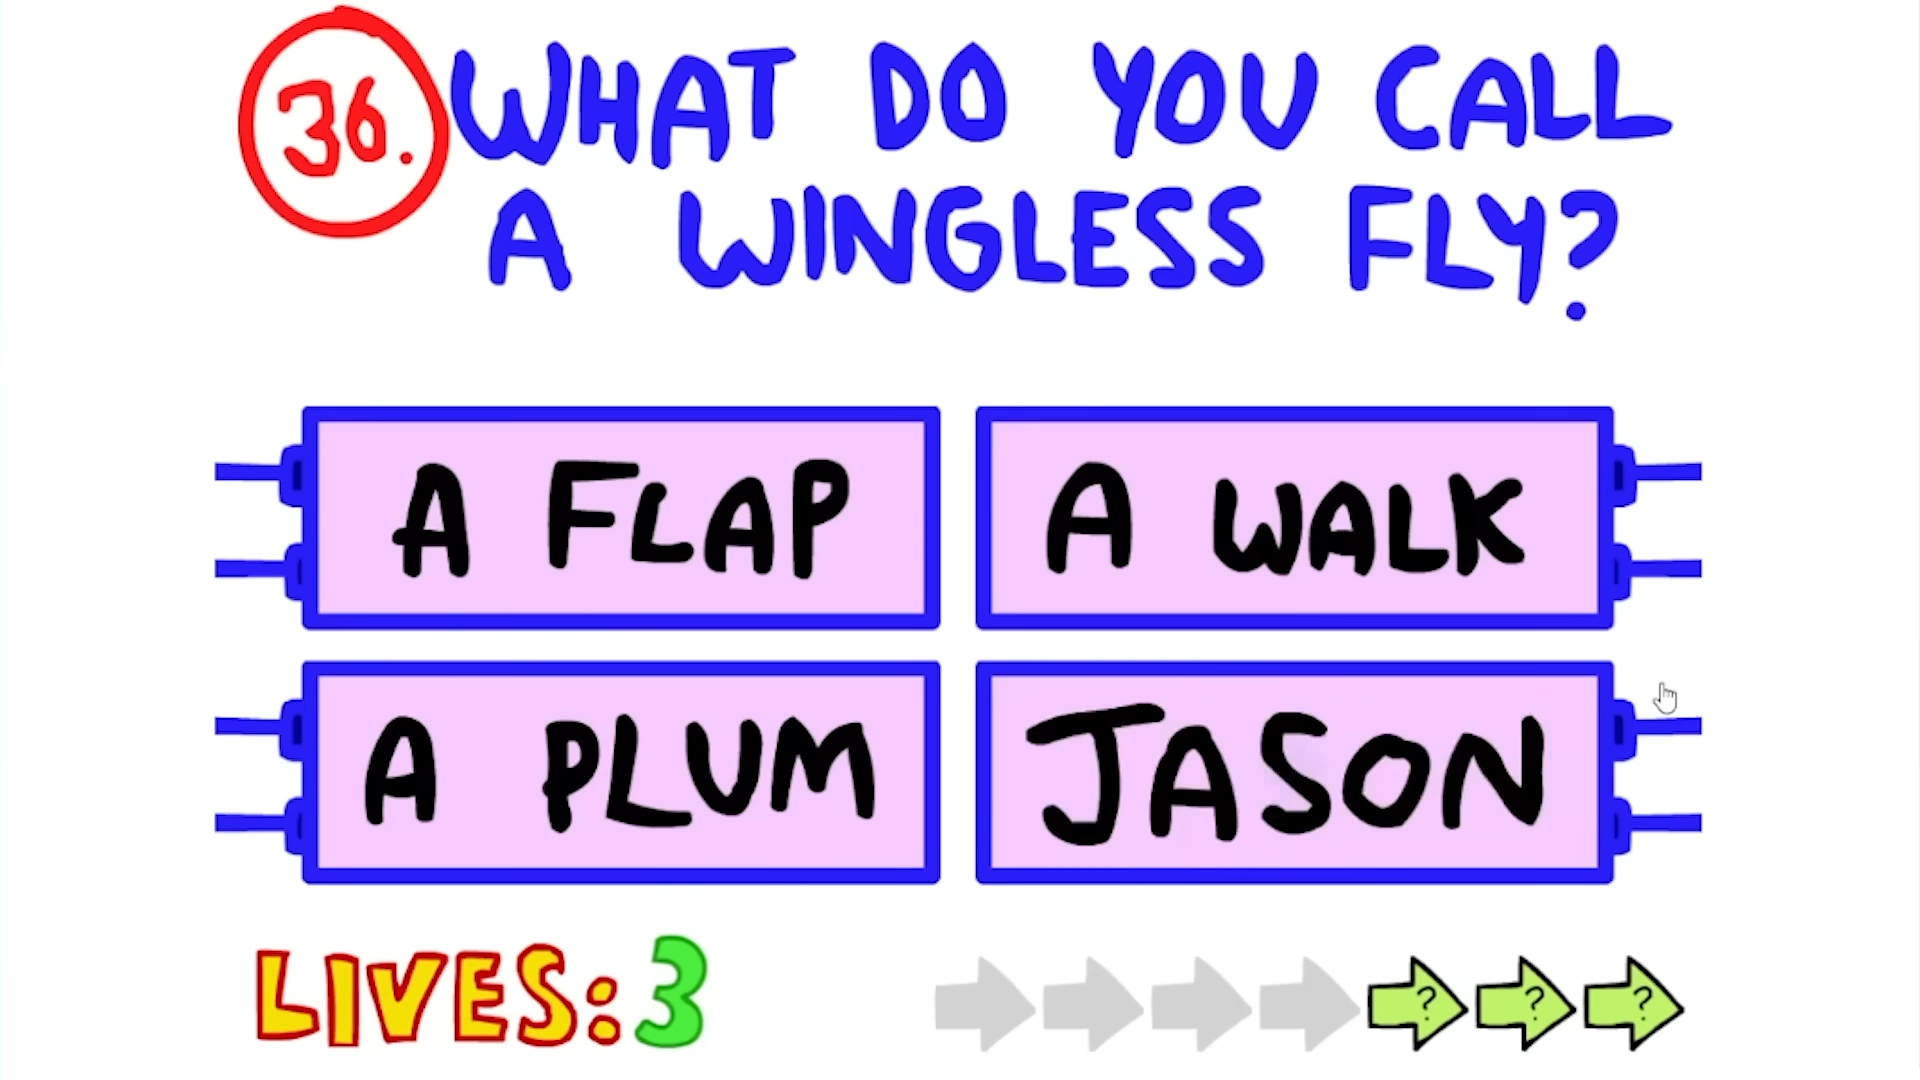 36. WHAT DO YOU CALL
A WINGLESS FLY?
A FLAP
A WALK
A PLUM
JASON
LIVES: 3
? ? ?